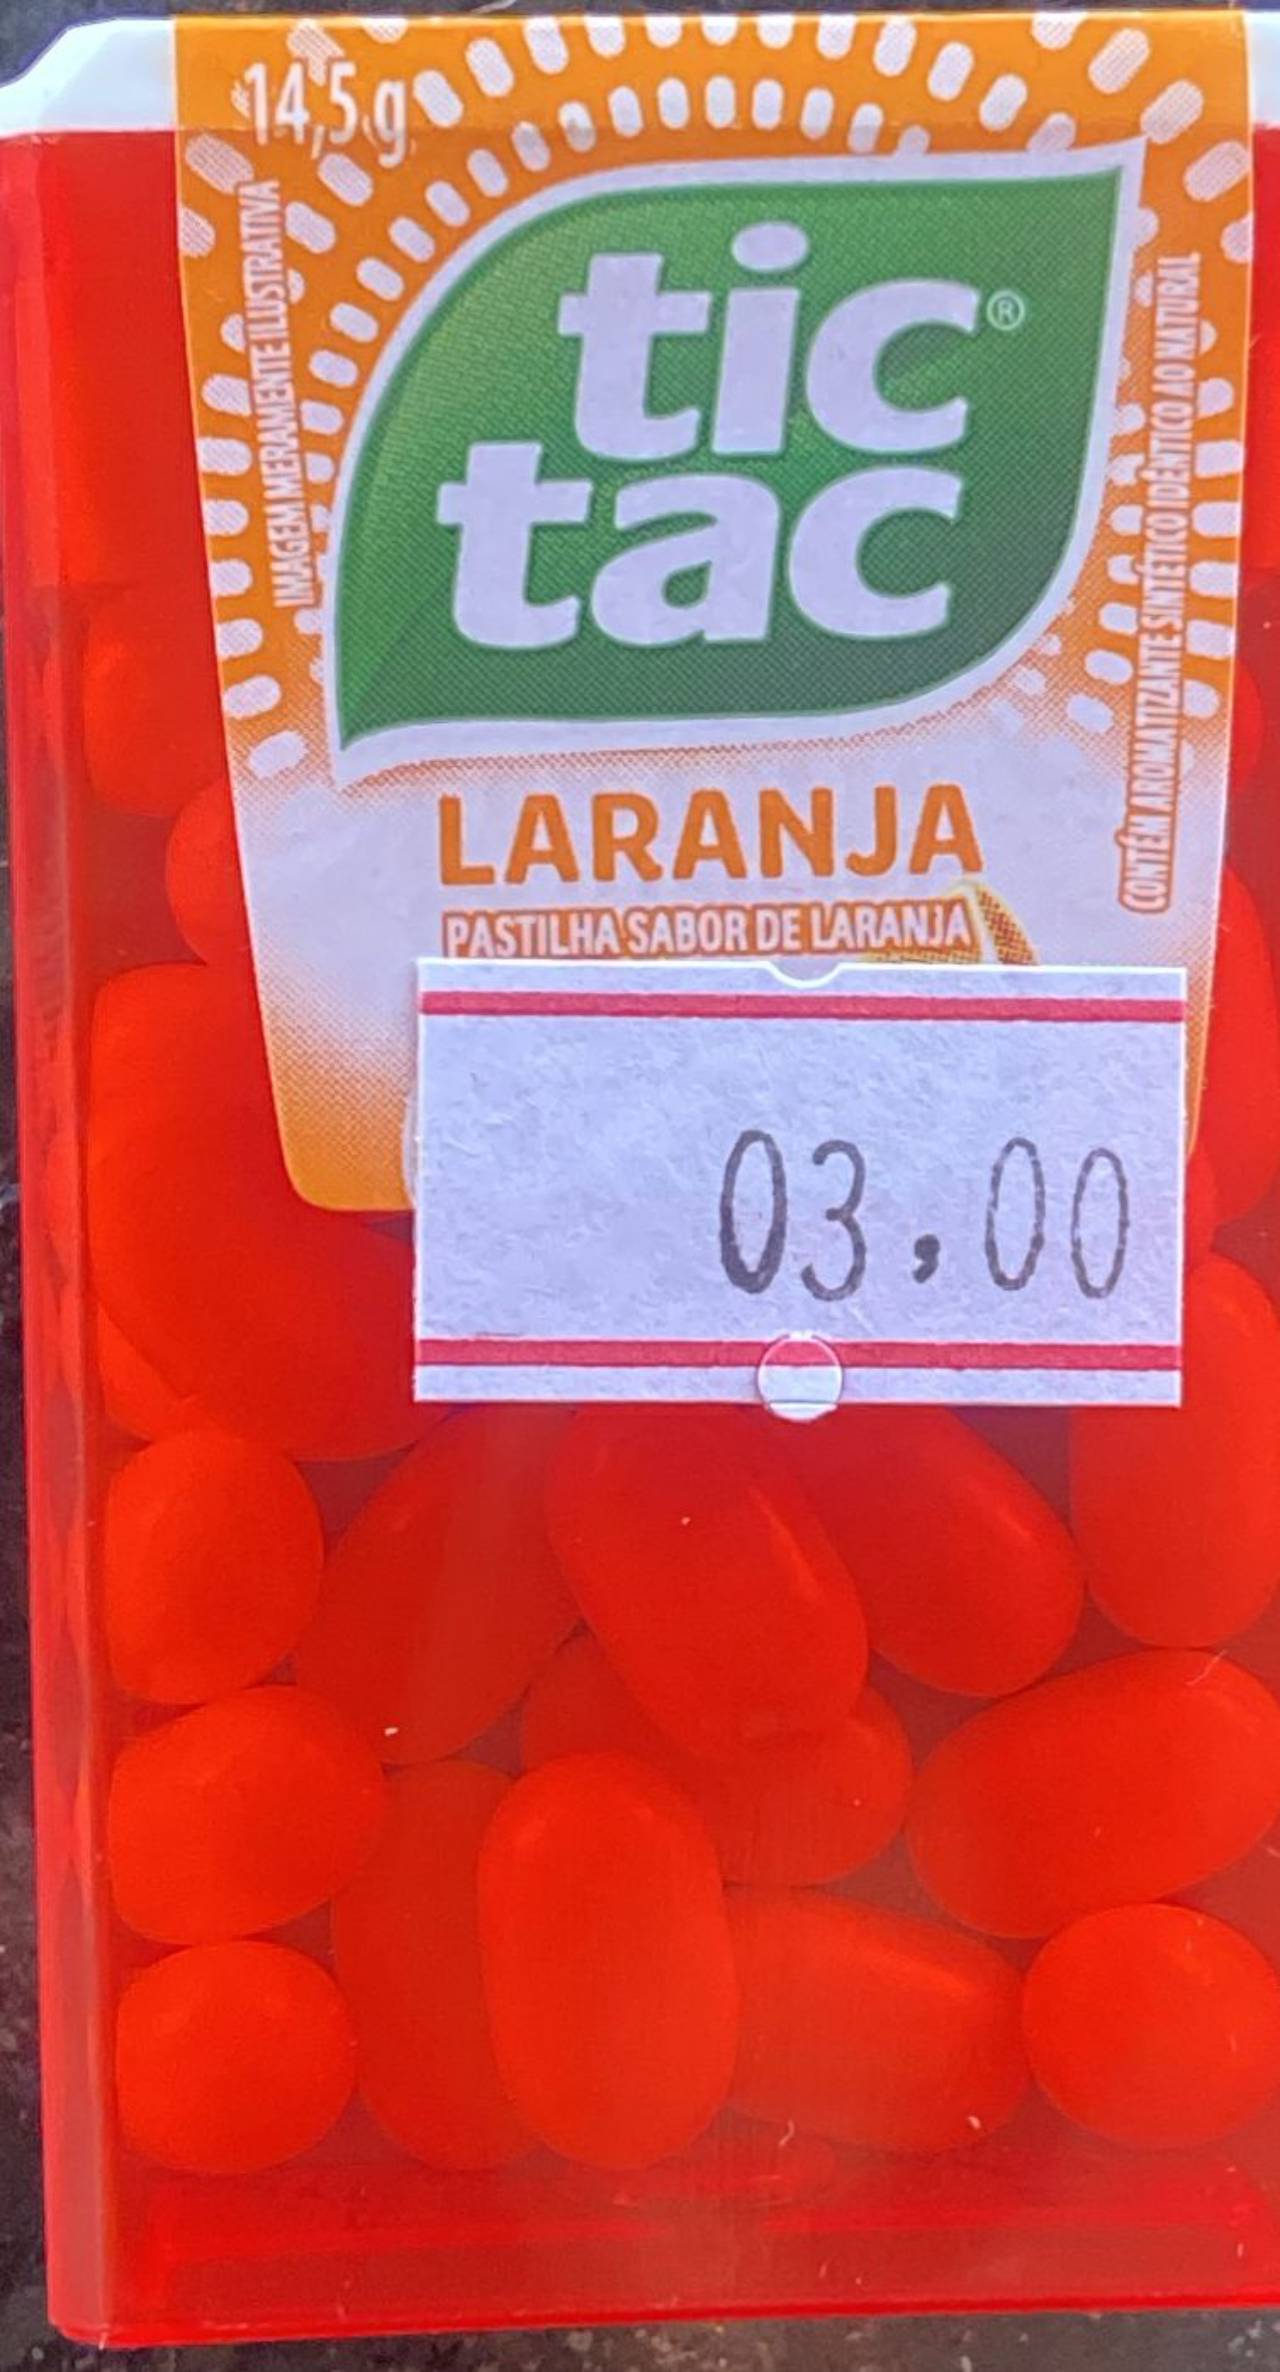 14,5 g
IMAGEM MERAMENTE ILUSTRATIVA
tic®
tac
CONTÉM AROMATIZANTE SINTÉTICO IDÊNTICO AO NATURAL
LARANJA
PASTILHA SABOR DE LARANJA
03,00